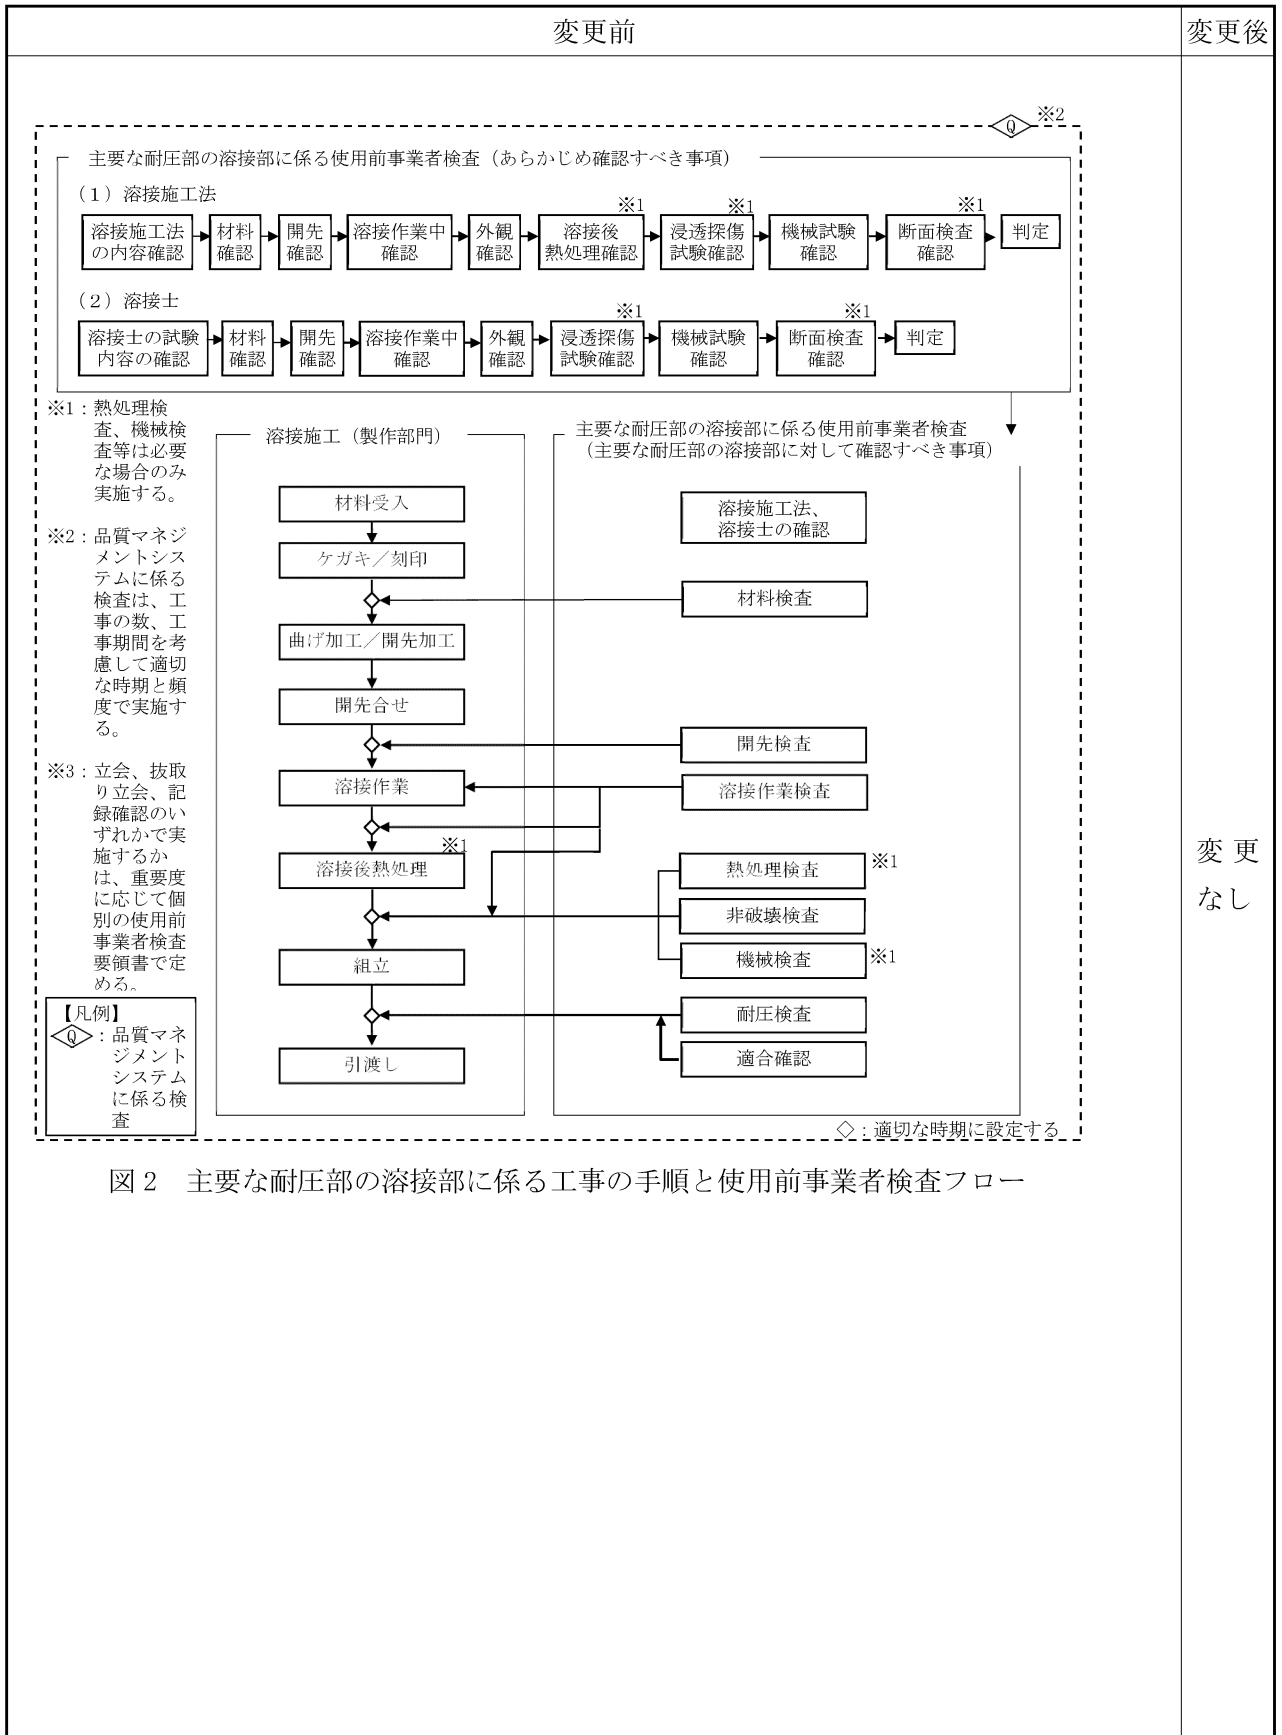 変更前
変更後
Q
※2
主要な耐圧部の溶接部に係る使用前事業者検査（あらかじめ確認すべき事項）
（１）溶接施工法
※1
※1
※1
溶接施工法
の内容確認
材料
確認
開先
確認
溶接作業中
確認
外観
確認
溶接後
熱処理確認
浸透探傷
試験確認
機械試験
確認
断面検査
確認
判定
（２）溶接士
※1
※1
溶接士の試験
内容の確認
材料
確認
開先
確認
溶接作業中
確認
外観
確認
浸透探傷
試験確認
機械試験
確認
断面検査
確認
判定
※1：熱処理検
査、機械検
査等は必要
な場合のみ
実施する。
※2：品質マネジ
メントシス
テムに係る
検査は、工
事の数、工
事期間を考
慮して適切
な時期と頻
度で実施す
る。
※3：立会、抜取
り立会、記
録確認のい
ずれかで実
施するか
は、重要度
に応じて個
別の使用前
事業者検査
要領書で定
める。
【凡例】
Q：品質マネ
ジメント
システム
に係る検
査
溶接施工（製作部門）
材料受入
ケガキ／刻印
曲げ加工／開先加工
開先合せ
溶接作業
※1
溶接後熱処理
組立
引渡し
主要な耐圧部の溶接部に係る使用前事業者検査
（主要な耐圧部の溶接部に対して確認すべき事項）
溶接施工法、
溶接士の確認
材料検査
開先検査
溶接作業検査
熱処理検査
※1
非破壊検査
機械検査
※1
耐圧検査
適合確認
◇：適切な時期に設定する
図２　主要な耐圧部の溶接部に係る工事の手順と使用前事業者検査フロー
変更
なし